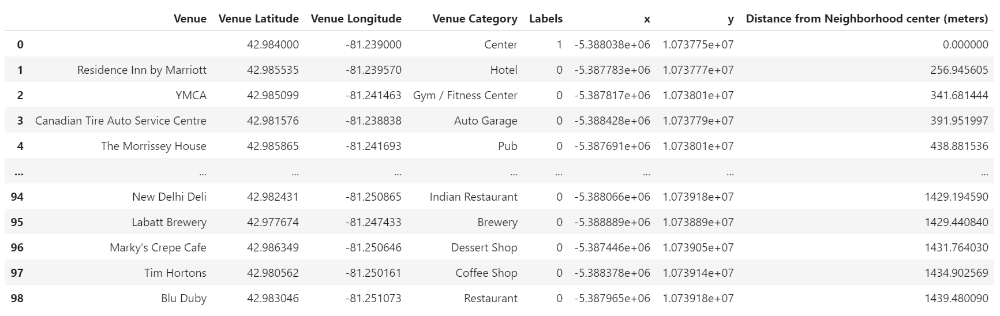 Venue Venue Latitude Venue Longitude Venue Category Labels x y Distance from Neighborhood center (meters)
0 42.984000 -81.239000 Center 1 -5.388038e+06 1.073775e+07 0.000000
1 Residence Inn by Marriott 42.985535 -81.239570 Hotel 0 -5.387783e+06 1.073777e+07 256.945605
2 YMCA 42.985099 -81.241463 Gym / Fitness Center 0 -5.387817e+06 1.073801e+07 341.681444
3 Canadian Tire Auto Service Centre 42.981576 -81.238838 Auto Garage 0 -5.388428e+06 1.073779e+07 391.951997
4 The Morrissey House 42.985865 -81.241693 Pub 0 -5.387691e+06 1.073801e+07 438.881536
... ... ... ... ... ... ... ... ...
94 New Delhi Deli 42.982431 -81.250865 Indian Restaurant 0 -5.388066e+06 1.073918e+07 1429.194590
95 Labatt Brewery 42.977674 -81.247433 Brewery 0 -5.388889e+06 1.073889e+07 1429.440840
96 Marky's Crepe Cafe 42.986349 -81.250646 Dessert Shop 0 -5.387446e+06 1.073905e+07 1431.764030
97 Tim Hortons 42.980562 -81.250161 Coffee Shop 0 -5.388378e+06 1.073914e+07 1434.902569
98 Blu Duby 42.983046 -81.251073 Restaurant 0 -5.387965e+06 1.073918e+07 1439.480090